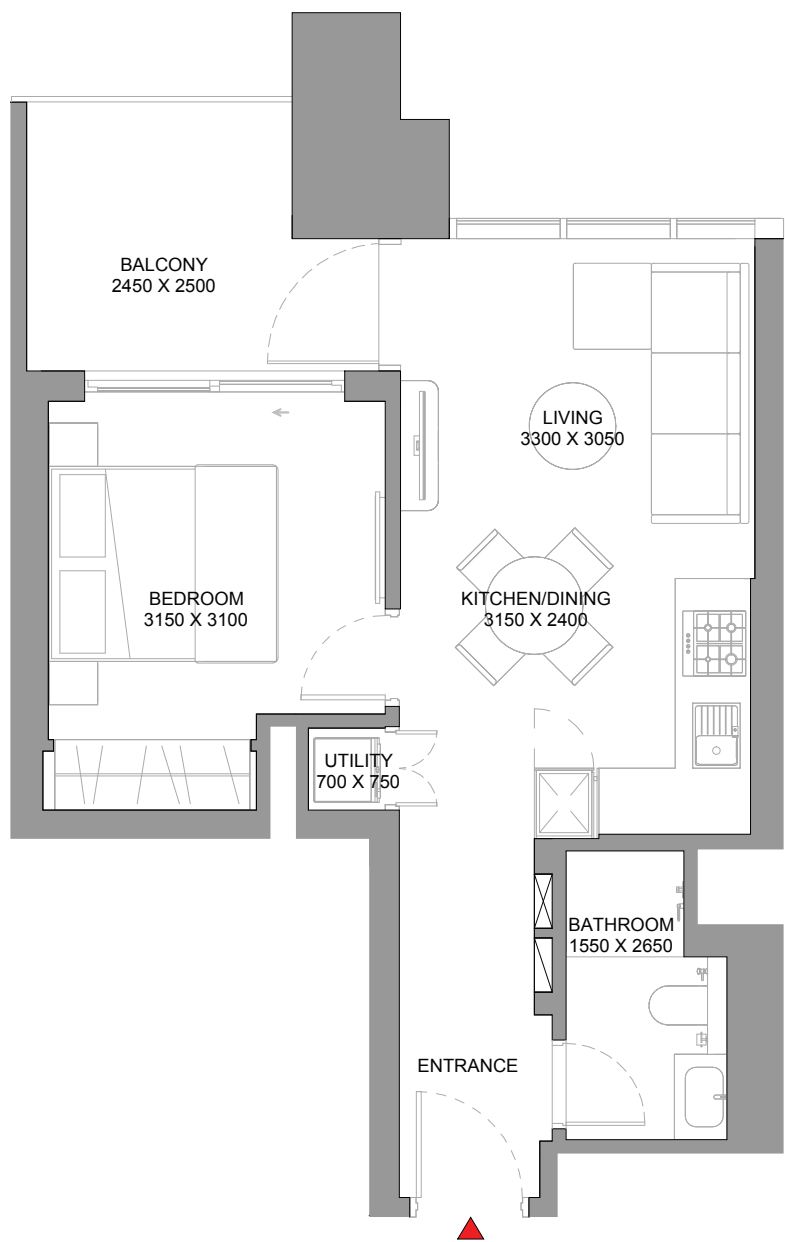 BALCONY
2450 X 2500
LIVING
3300 X 3050
BEDROOM
3150 X 3100
KITCHEN/DINING
3150 X 2400
UTILITY
700 X 750
BATHROOM
1550 X 2650
ENTRANCE